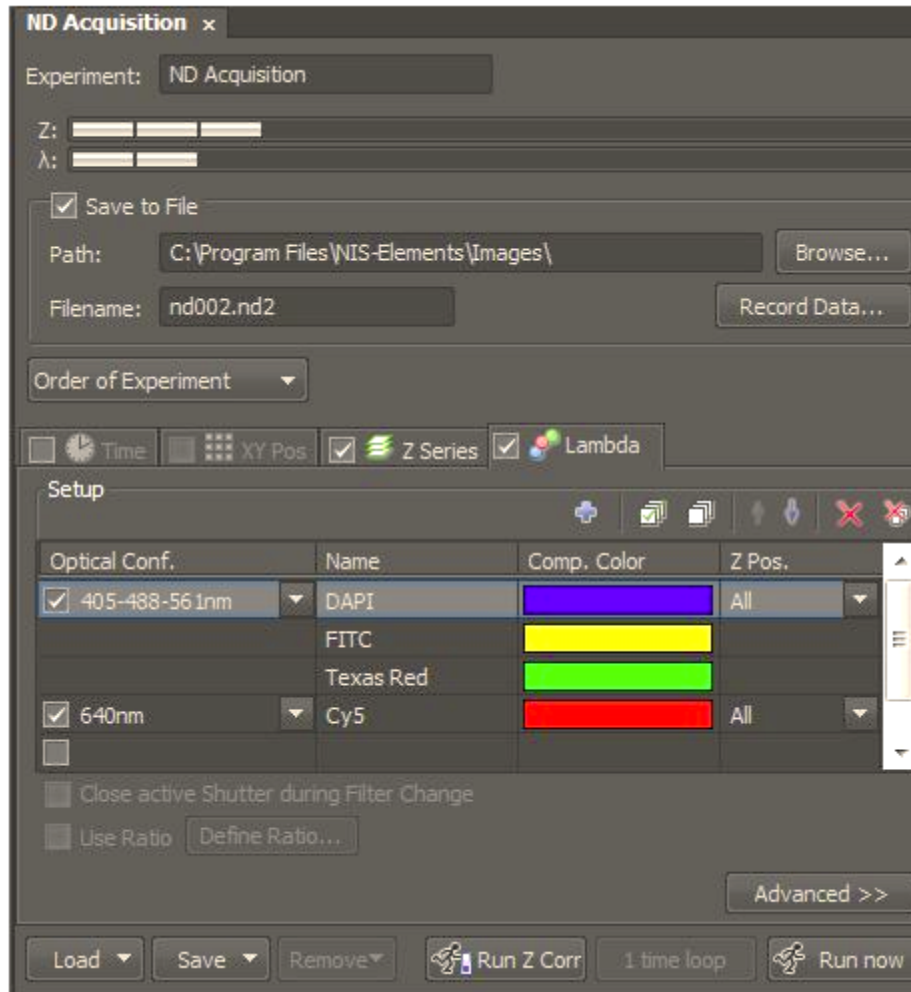 ND Acquisition x
Experiment: ND Acquisition
Z:
λ:
Save to File
Path: C:\Program Files\NIS-Elements\Images\ Browse...
Filename: nd002.nd2 Record Data...
Order of Experiment
Time XY Pos Z Series Lambda
Setup
Optical Conf. Name Comp. Color Z Pos.
405-488-561nm DAPI All
FITC
Texas Red
640nm Cy5 All
Close active Shutter during Filter Change
Use Ratio Define Ratio...
Advanced >>
Load Save Remove Run Z Corr 1 time loop Run now